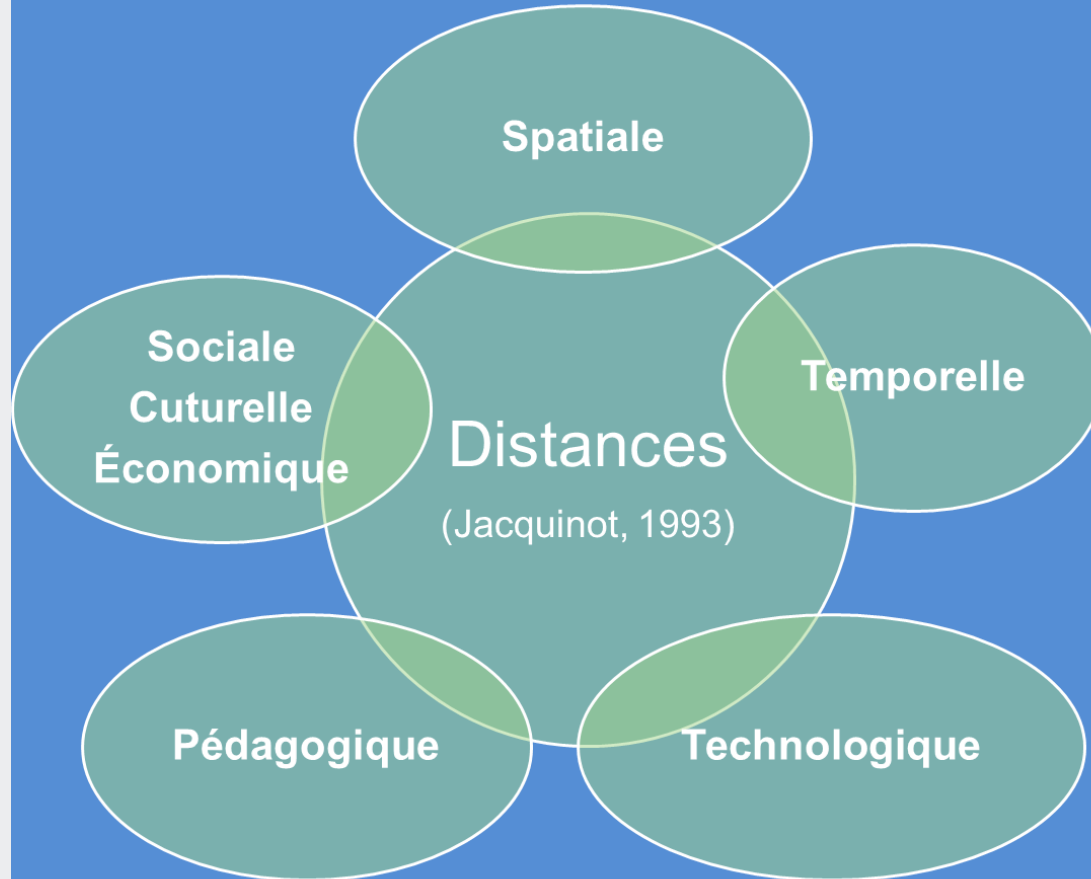 Spatiale
Sociale
Cuturelle
Économique
Temporelle
Distances
(Jacquinot, 1993)
Pédagogique
Technologique